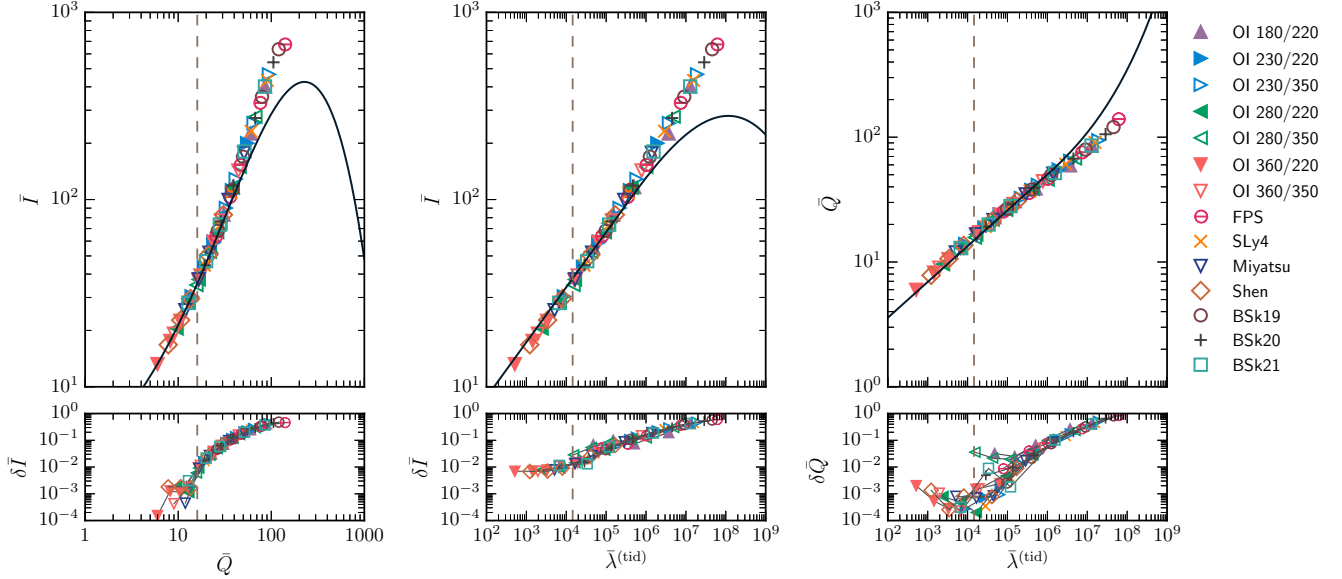 10³
10²
10¹
Ī
10³
10²
10¹
Ī
10³
10²
10¹
10⁰
Q̄
OI 180/220
OI 230/220
OI 230/350
OI 280/220
OI 280/350
OI 360/220
OI 360/350
FPS
SLy4
Miyatsu
Shen
BSk19
BSk20
BSk21
10⁰
10⁻¹
10⁻²
10⁻³
10⁻⁴
δĪ
1 10 100 1000
Q̄
10⁰
10⁻¹
10⁻²
10⁻³
10⁻⁴
δĪ
10² 10³ 10⁴ 10⁵ 10⁶ 10⁷ 10⁸ 10⁹
λ̄⁽ᵗⁱᵈ⁾
10⁰
10⁻¹
10⁻²
10⁻³
10⁻⁴
δQ̄
10² 10³ 10⁴ 10⁵ 10⁶ 10⁷ 10⁸ 10⁹
λ̄⁽ᵗⁱᵈ⁾